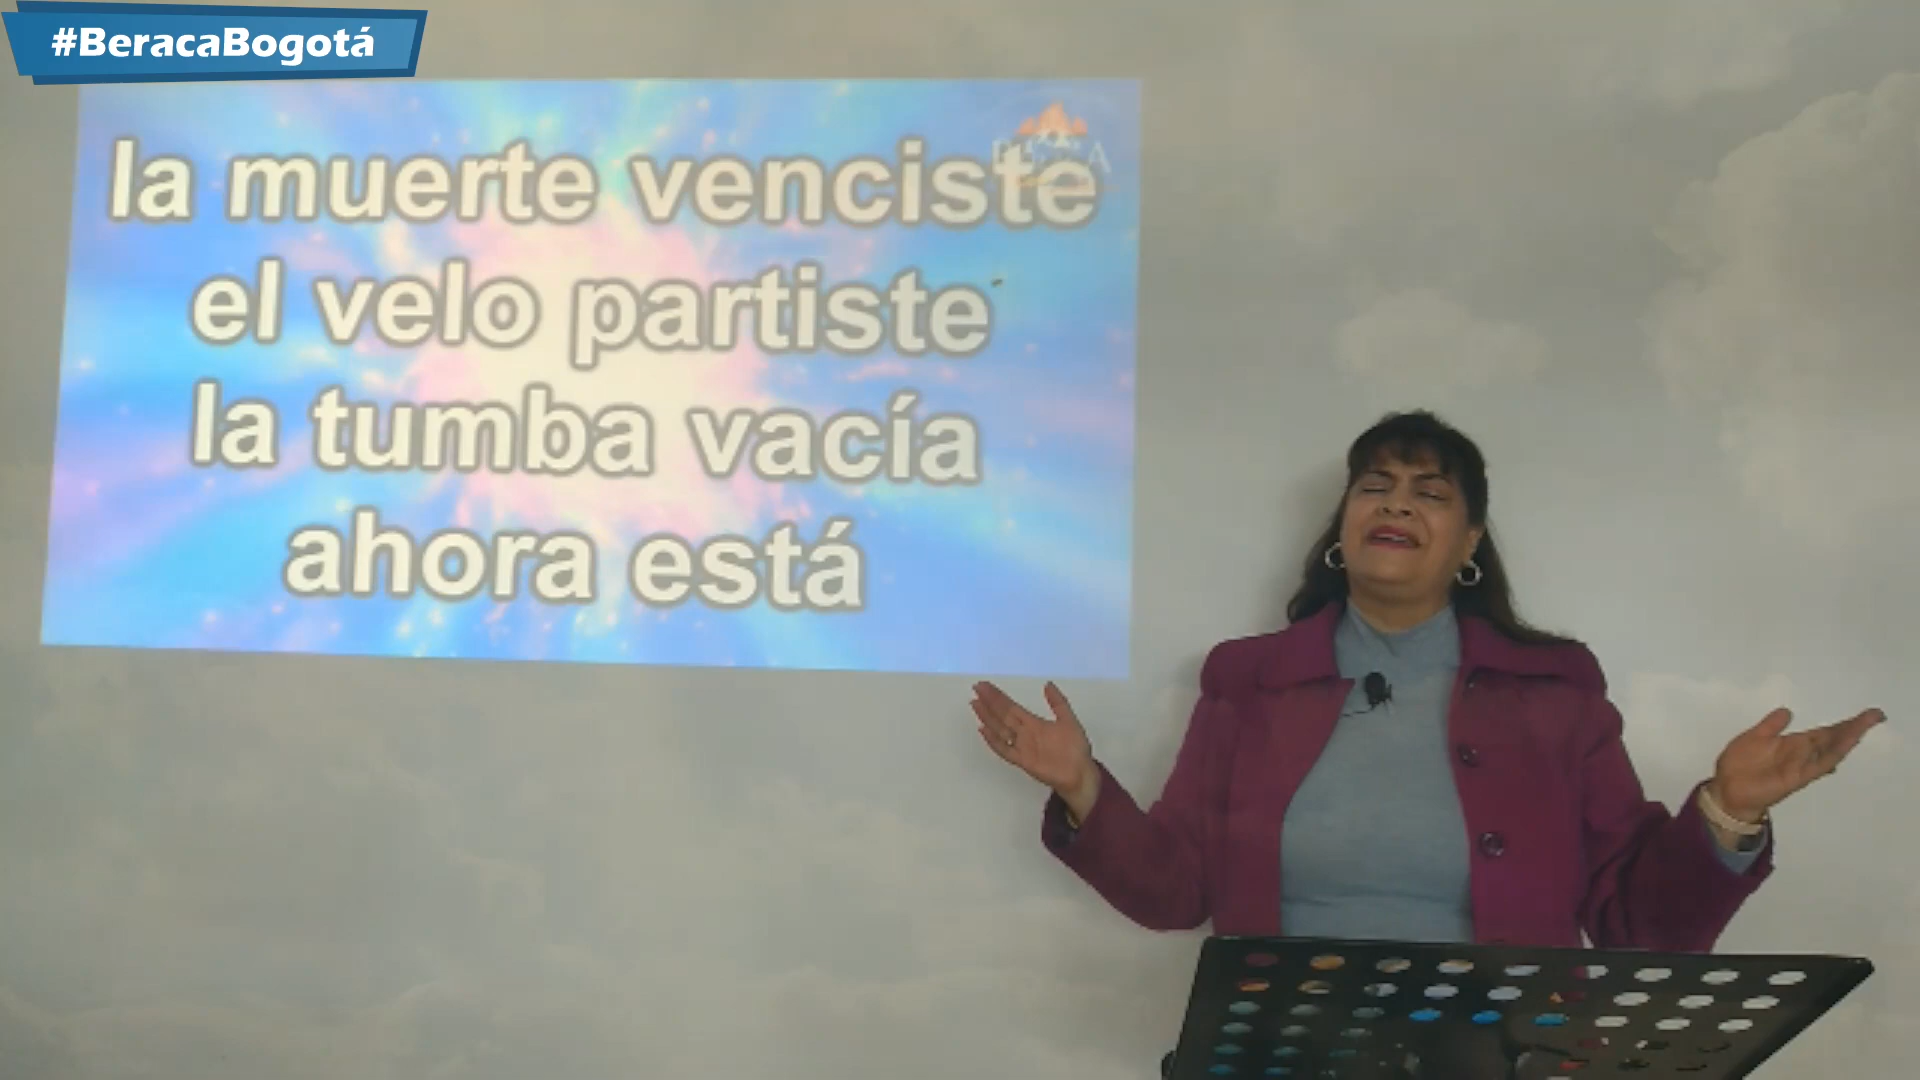 #BeracaBogotá
la muerte venciste
el velo partiste
la tumba vacía
ahora está